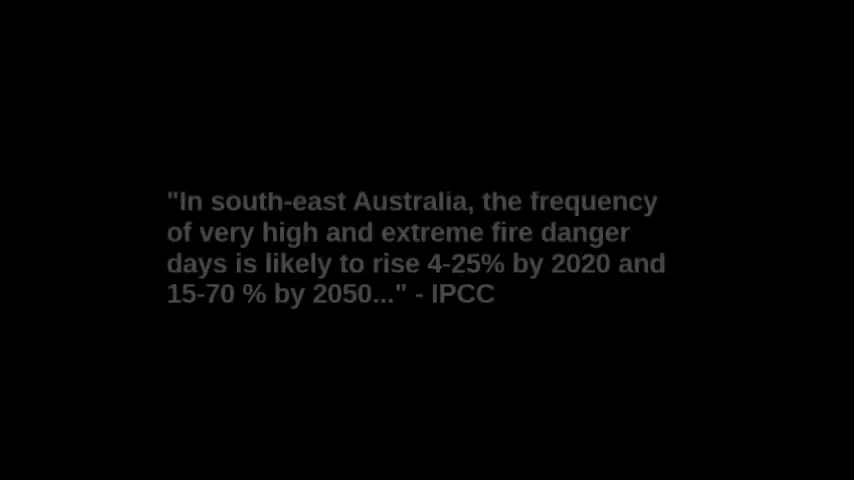 "In south-east Australia, the frequency
of very high and extreme fire danger
days is likely to rise 4-25% by 2020 and
15-70 % by 2050..." - IPCC